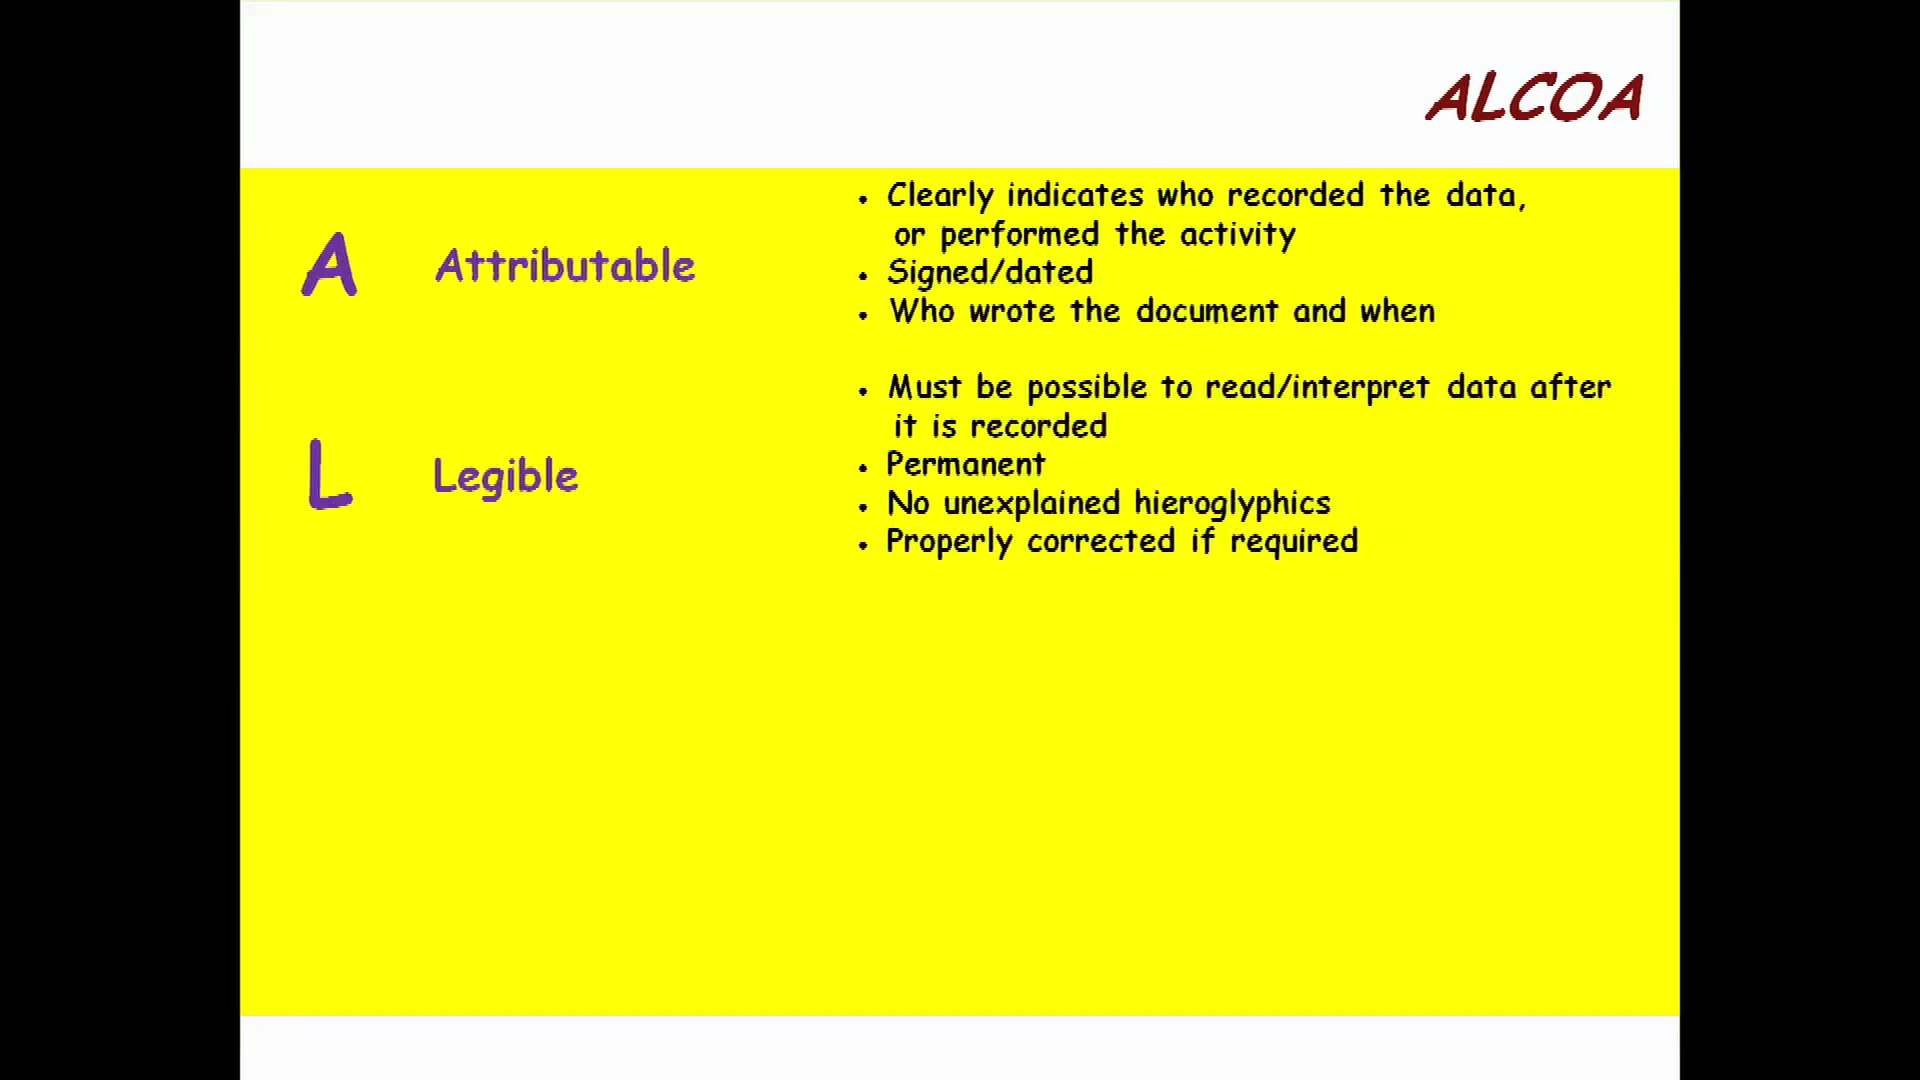 ALCOA
A Attributable
• Clearly indicates who recorded the data,
or performed the activity
• Signed/dated
• Who wrote the document and when
L Legible
• Must be possible to read/interpret data after
it is recorded
• Permanent
• No unexplained hieroglyphics
• Properly corrected if required